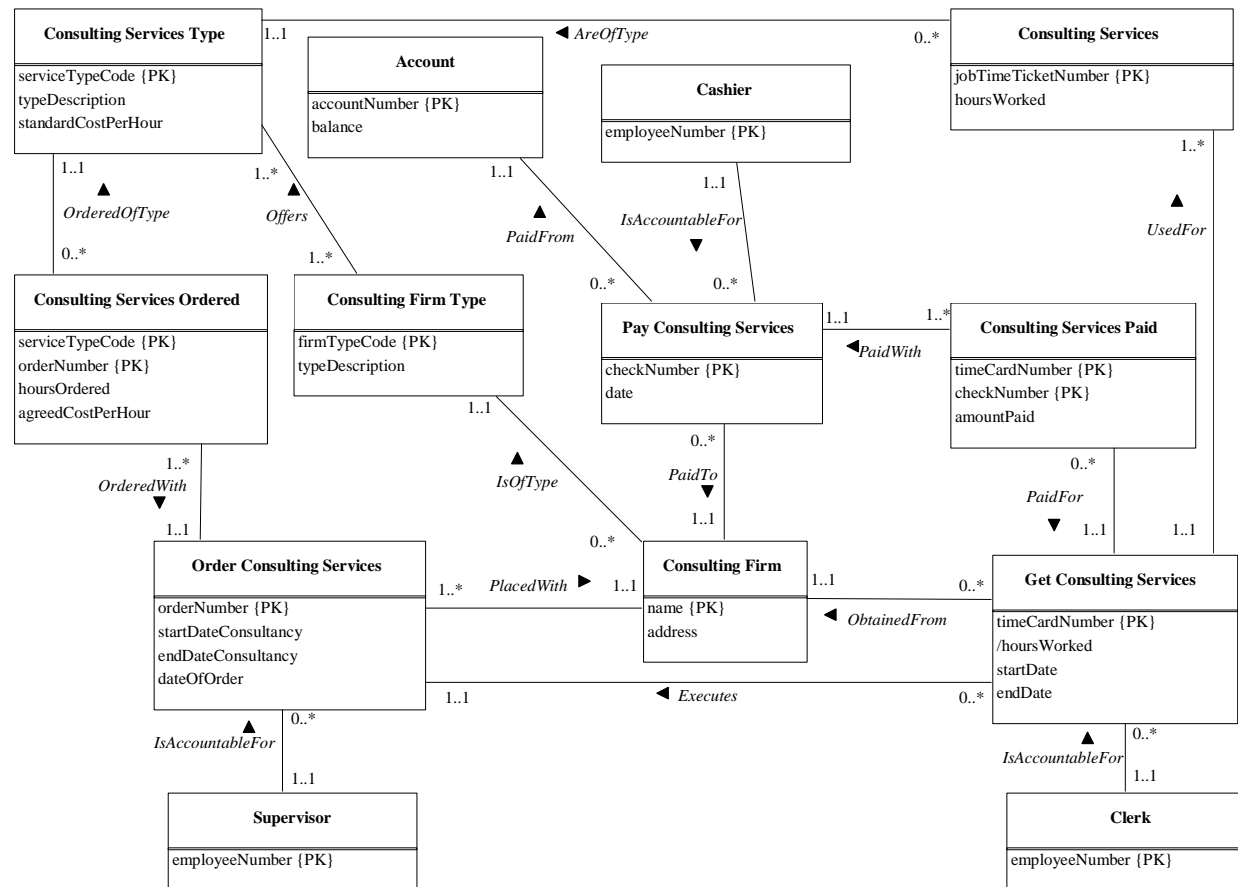 Consulting Services Type
serviceTypeCode {PK}
typeDescription
standardCostPerHour
1..1
AreOfType
0..*
Consulting Services
jobTimeTicketNumber {PK}
hoursWorked
Account
accountNumber {PK}
balance
Cashier
employeeNumber {PK}
1..1
OrderedOfType
0..*
1..*
Offers
1..*
1..1
PaidFrom
0..*
1..1
IsAccountableFor
0..*
1..*
UsedFor
1..1
Consulting Services Ordered
serviceTypeCode {PK}
orderNumber {PK}
hoursOrdered
agreedCostPerHour
Consulting Firm Type
firmTypeCode {PK}
typeDescription
Pay Consulting Services
checkNumber {PK}
date
1..1
1..*
PaidWith
Consulting Services Paid
timeCardNumber {PK}
checkNumber {PK}
amountPaid
1..*
OrderedWith
1..1
1..1
IsOfType
0..*
0..*
PaidTo
1..1
0..*
PaidFor
1..1
Order Consulting Services
orderNumber {PK}
startDateConsultancy
endDateConsultancy
dateOfOrder
1..*
PlacedWith
1..1
Consulting Firm
name {PK}
address
1..1
0..*
ObtainedFrom
Get Consulting Services
timeCardNumber {PK}
/hoursWorked
startDate
endDate
1..1
Executes
0..*
0..*
IsAccountableFor
1..1
0..*
IsAccountableFor
1..1
Supervisor
employeeNumber {PK}
Clerk
employeeNumber {PK}